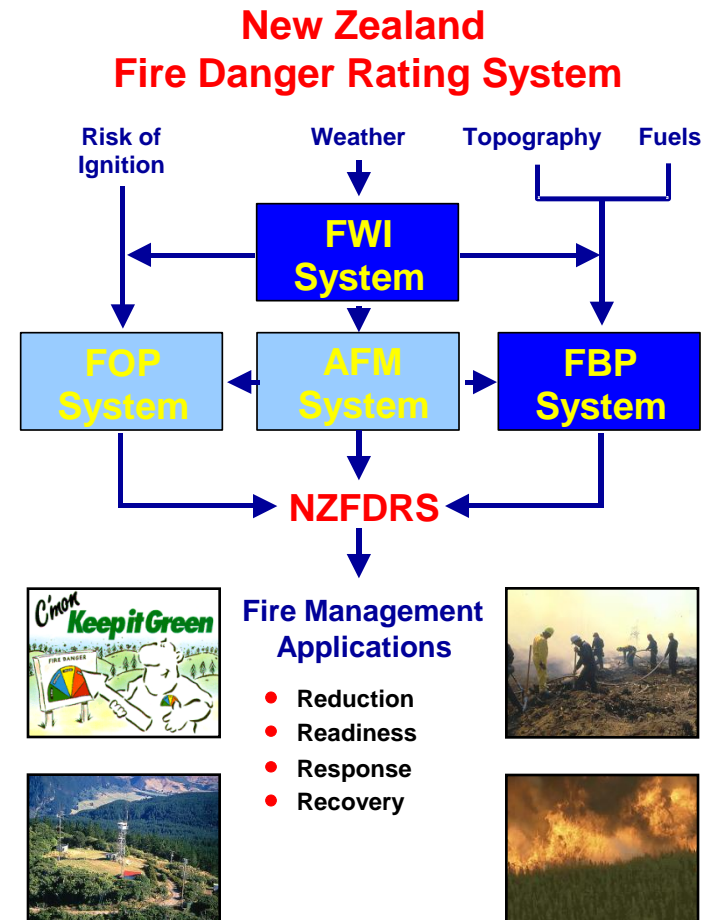 New Zealand
Fire Danger Rating System
Risk of
Ignition
Weather
Topography
Fuels
FWI
System
FOP
System
AFM
System
FBP
System
NZFDRS
C'mon
Keep it Green
FIRE DANGER
Fire Management
Applications
Reduction
Readiness
Response
Recovery